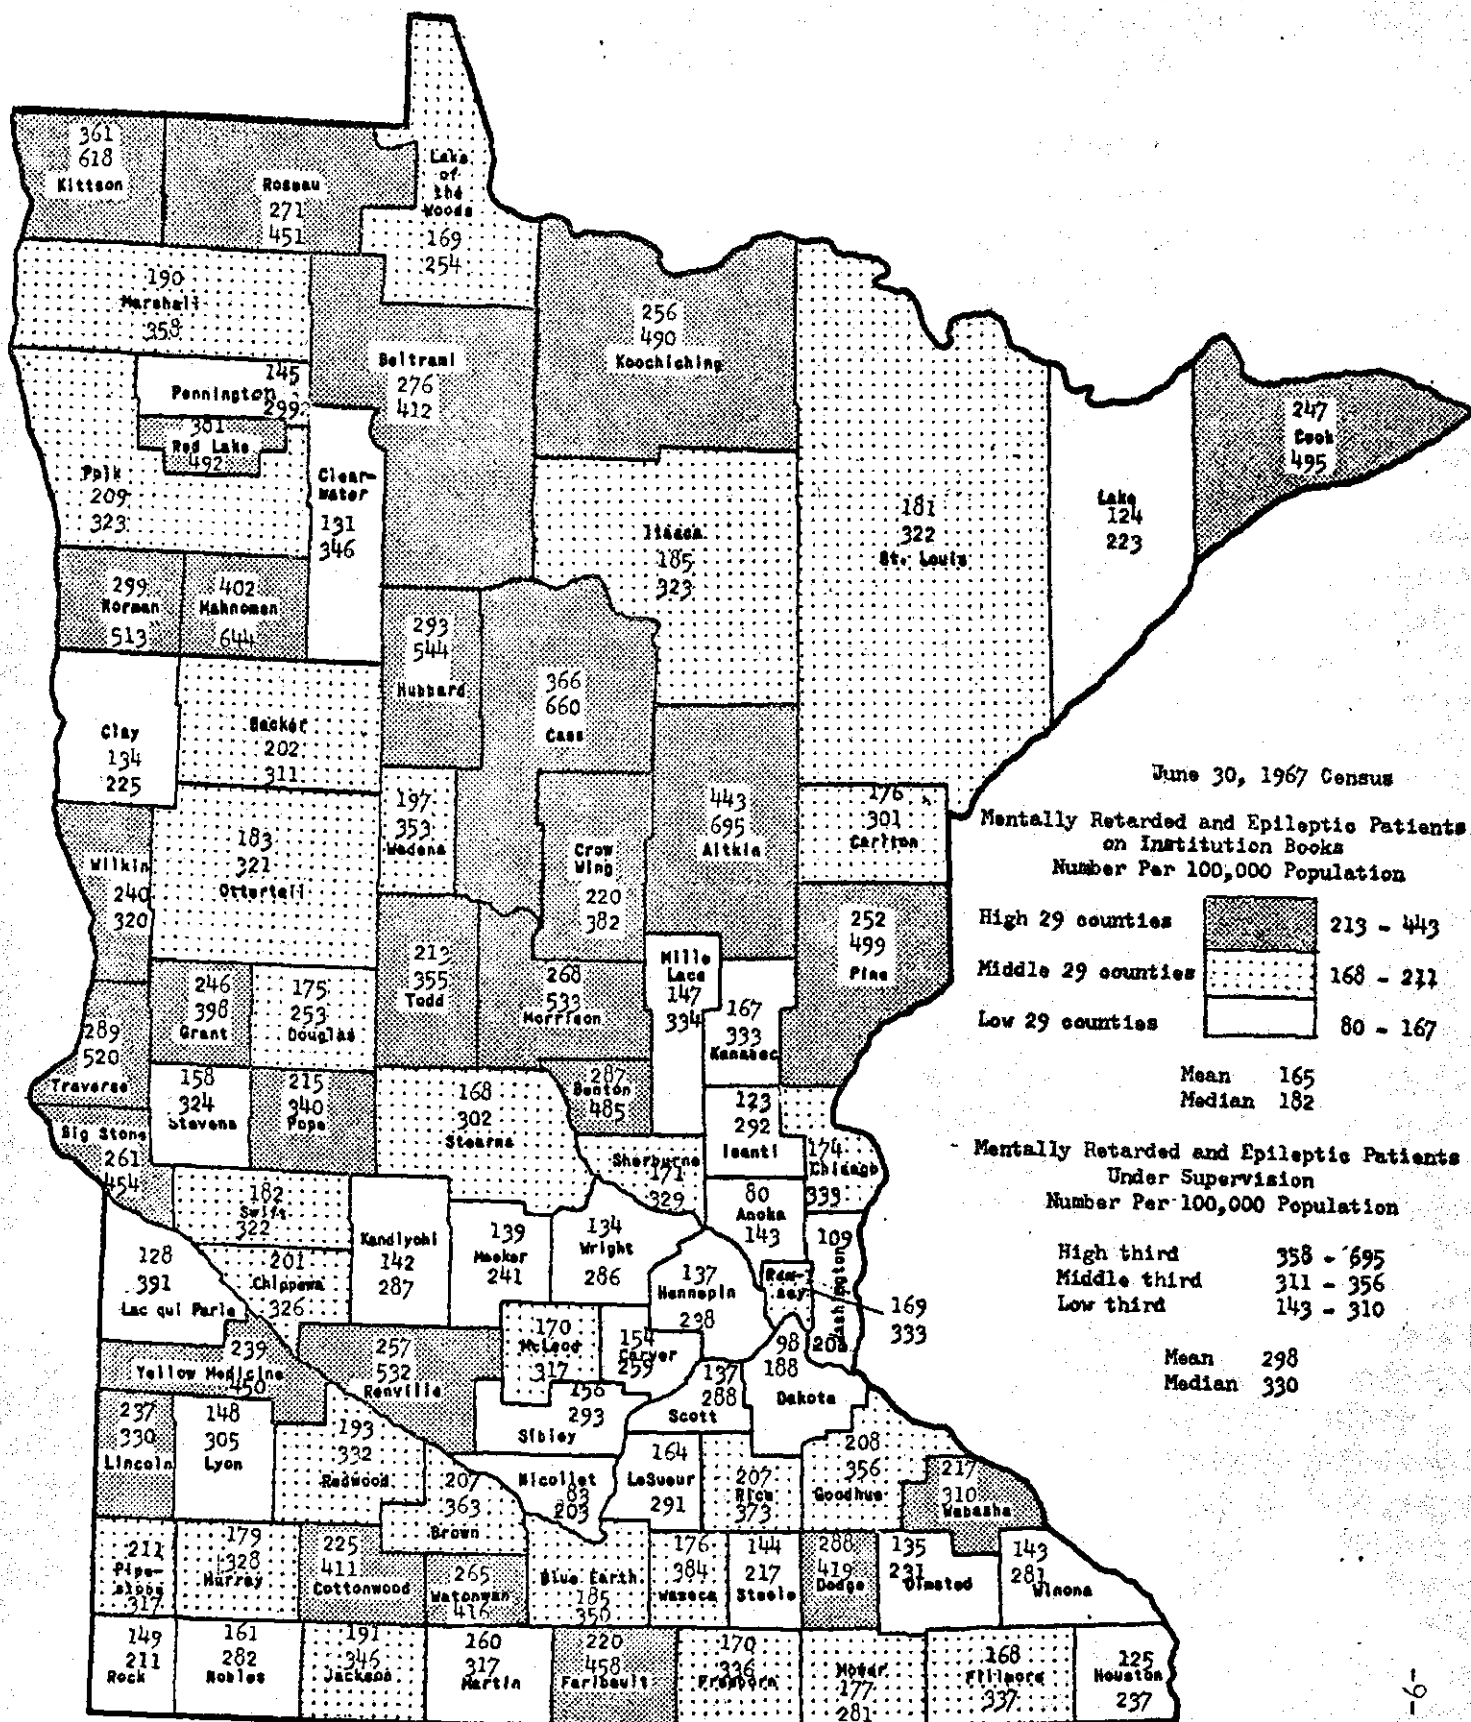 361
618
Kittson
Roseau
271
451
Lake
of
the
Woods
169
254
190
Marshall
358
256
490
Koochiching
Beltrami
276
412
145
Pennington
299
381
Red Lake
492
Polk
209
323
Clear-
water
131
346
247
Cook
495
Lake
124
223
181
322
St. Louis
Itasca
185
323
299
Norman
513
402
Mahnomen
644
293
544
Hubbard
366
660
Cass
Clay
134
225
Becker
202
311
197
353
Wadena
443
695
Aitkin
176
301
Carlton
Wilkin
240
320
183
321
Ottertail
Crow
Wing
220
382
252
499
Pine
213
355
Todd
268
533
Morrison
Mille
Lacs
147
334
167
333
Kanabec
246
398
Grant
175
253
Douglas
289
520
Traverse
158
324
Stevens
215
340
Pope
168
302
Stearns
287
Benton
485
123
292
Isanti
174
Chisago
333
Big Stone
261
454
Sherburne
171
329
80
Anoka
143
109
Washington
203
182
Swift
322
Kandiyohi
142
287
139
Meeker
241
134
Wright
286
137
Hennepin
238
Ram-
sey
169
333
128
391
Lac qui Parle
201
Chippewa
326
239
Yellow Medicine
450
257
532
Renville
170
McLeod
317
154
Carver
259
98
188
Dakota
137
288
Scott
156
293
Sibley
237
330
Lincoln
148
305
Lyon
193
332
Redwood
207
363
Brown
Nicollet
83
203
164
LeSueur
291
207
Rice
373
208
356
Goodhue
217
310
Wabasha
211
Pipe-
stone
317
179
328
Murray
225
411
Cottonwood
265
Watonwan
416
Blue Earth
185
350
176
384
Waseca
144
217
Steele
288
419
Dodge
135
231
Olmsted
143
281
Winona
149
211
Rock
161
282
Nobles
191
346
Jackson
160
317
Martin
220
458
Faribault
170
336
Freeborn
Mower
177
281
168
Fillmore
337
125
Houston
237
June 30, 1967 Census
Mentally Retarded and Epileptic Patients
on Institution Books
Number Per 100,000 Population
High 29 counties 213 - 443
Middle 29 counties 168 - 211
Low 29 counties 80 - 167
Mean 165
Median 182
Mentally Retarded and Epileptic Patients
Under Supervision
Number Per 100,000 Population
High third 358 - 695
Middle third 311 - 356
Low third 143 - 310
Mean 298
Median 330
-6-